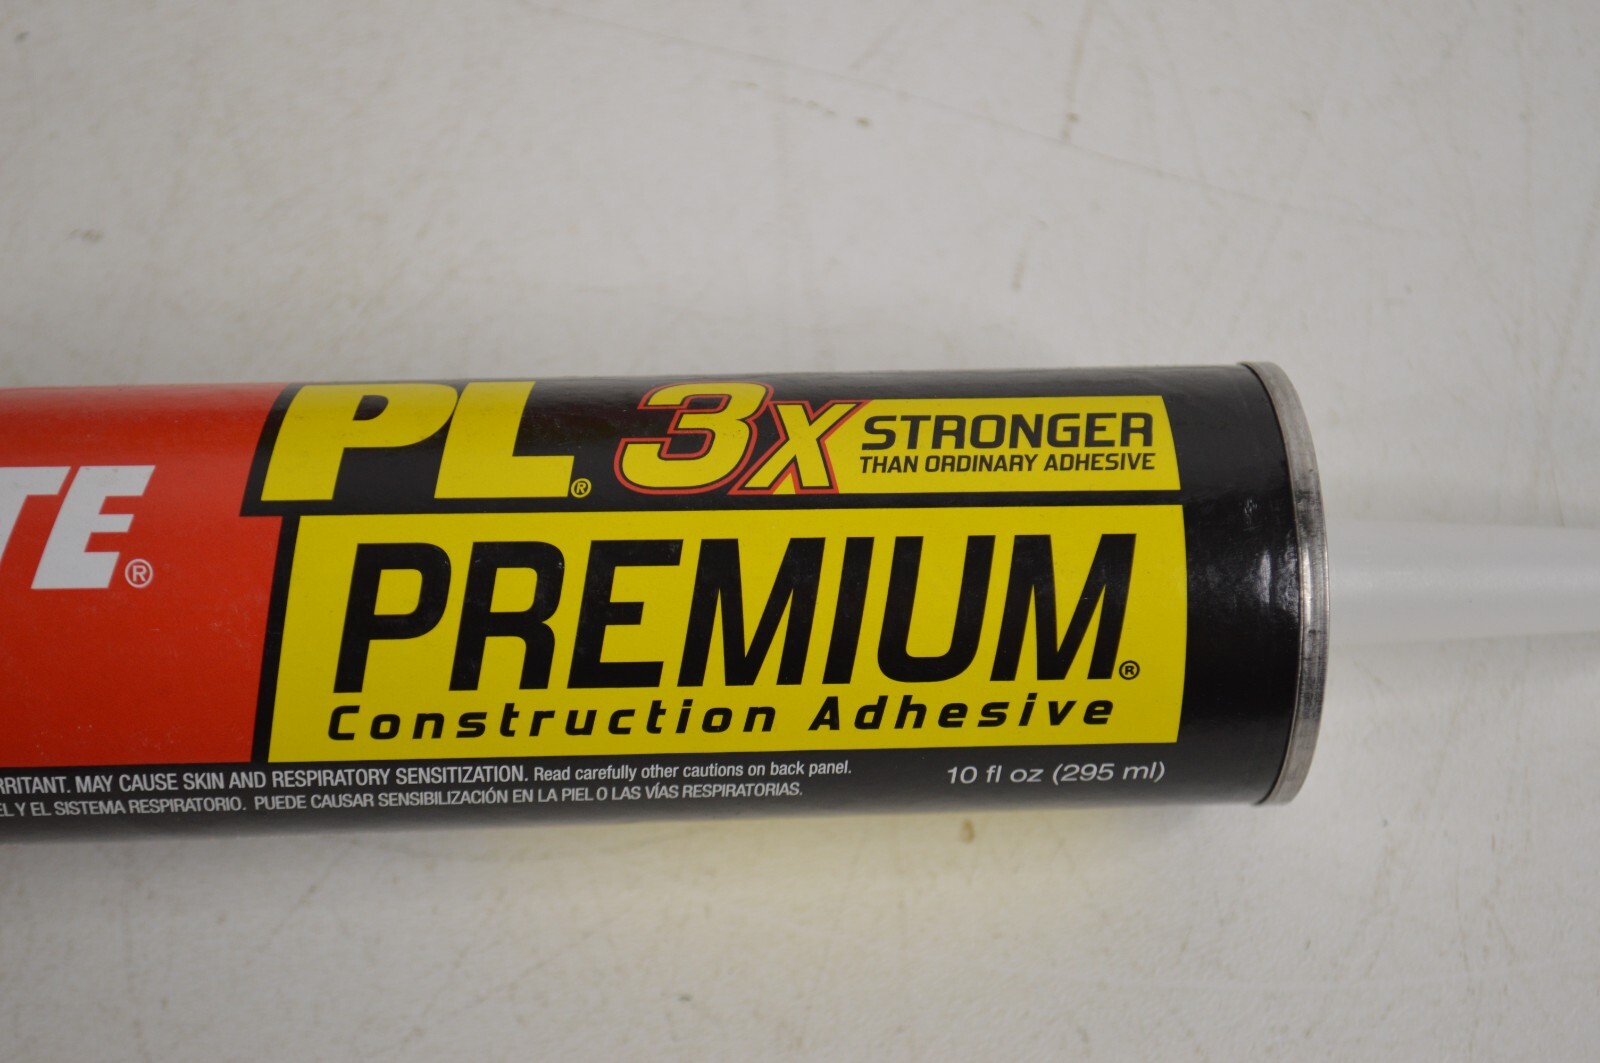 TE®
PL® 3X STRONGER
THAN ORDINARY ADHESIVE
PREMIUM®
Construction Adhesive
RRITANT. MAY CAUSE SKIN AND RESPIRATORY SENSITIZATION. Read carefully other cautions on back panel.
EL Y EL SISTEMA RESPIRATORIO. PUEDE CAUSAR SENSIBILIZACIÓN EN LA PIEL O LAS VÍAS RESPIRATORIAS.
10 fl oz (295 ml)